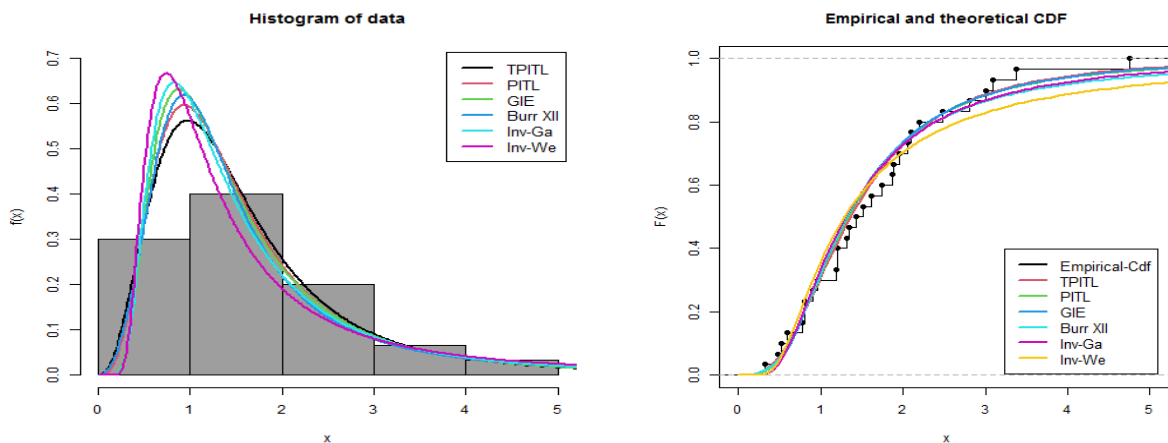 Histogram of data
f(x)
0.7
0.6
0.5
0.4
0.3
0.2
0.1
0.0
TPITL
PITL
GIE
Burr XII
Inv-Ga
Inv-We
0 1 2 3 4 5
x
Empirical and theoretical CDF
F(x)
1.0
0.8
0.6
0.4
0.2
0.0
Empirical-Cdf
TPITL
PITL
GIE
Burr XII
Inv-Ga
Inv-We
0 1 2 3 4 5
x